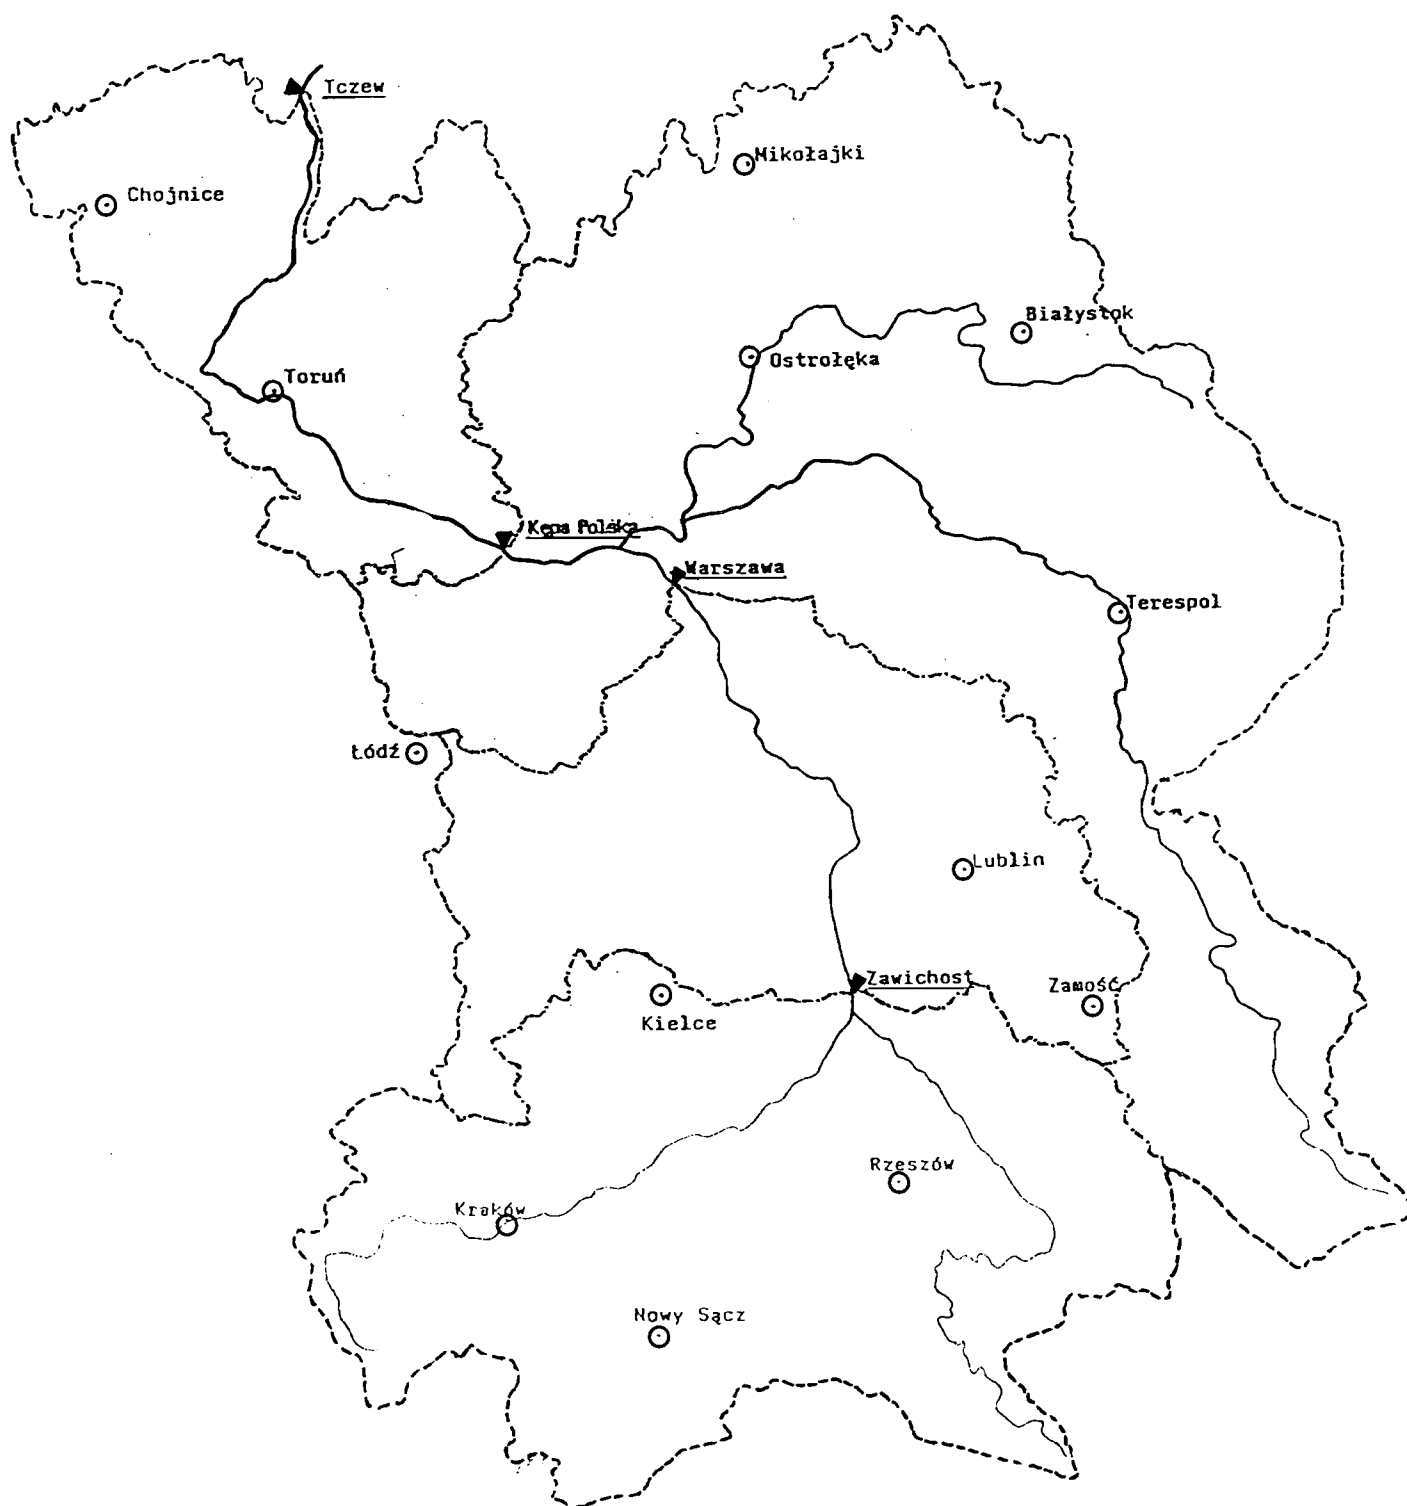 Tczew
Mikołajki
Chojnice
Białystok
Ostrołęka
Toruń
Kępa Polska
Warszawa
Terespol
Łódź
Lublin
Zawichost
Zamość
Kielce
Rzeszów
Kraków
Nowy Sącz